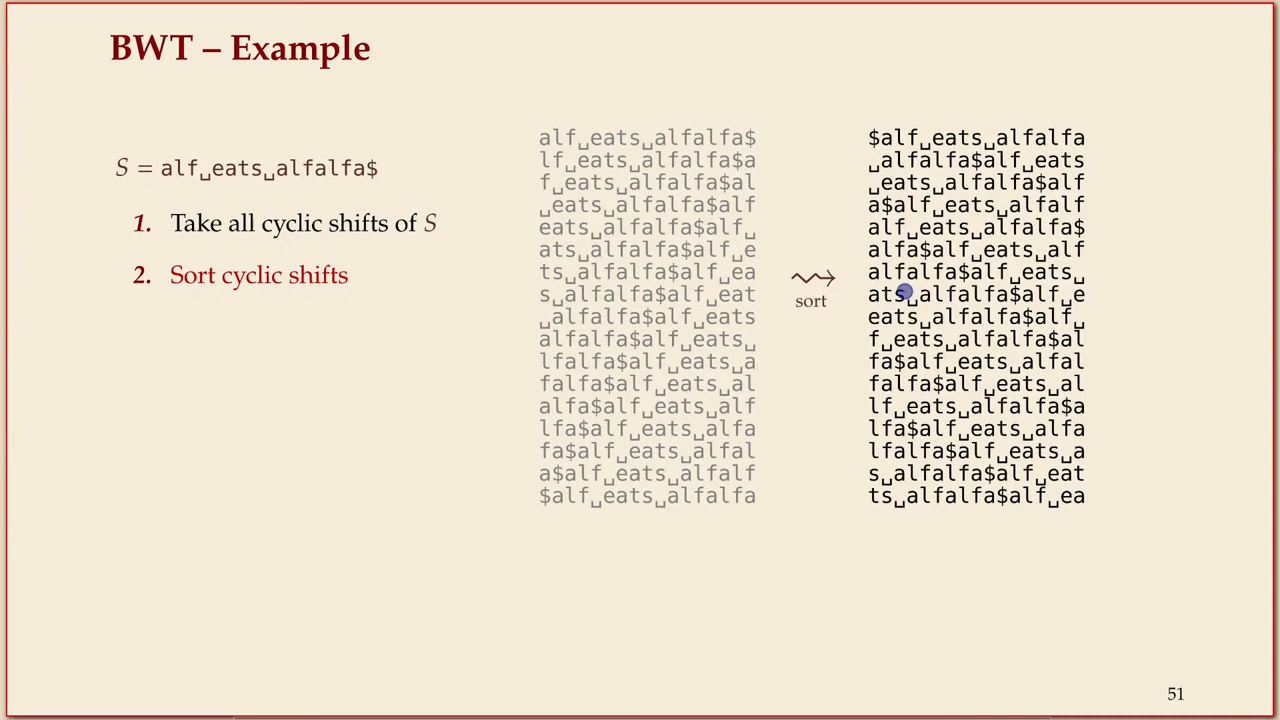 BWT – Example
S = alf␣eats␣alfalfa$
1. Take all cyclic shifts of S
2. Sort cyclic shifts
alf␣eats␣alfalfa$
lf␣eats␣alfalfa$a
f␣eats␣alfalfa$al
␣eats␣alfalfa$alf
eats␣alfalfa$alf␣
ats␣alfalfa$alf␣e
ts␣alfalfa$alf␣ea
s␣alfalfa$alf␣eat
␣alfalfa$alf␣eats
alfalfa$alf␣eats␣
lfalfa$alf␣eats␣a
falfa$alf␣eats␣al
alfa$alf␣eats␣alf
lfa$alf␣eats␣alfa
fa$alf␣eats␣alfal
a$alf␣eats␣alfalf
$alf␣eats␣alfalfa
sort
$alf␣eats␣alfalfa
␣alfalfa$alf␣eats
␣eats␣alfalfa$alf
a$alf␣eats␣alfalf
alf␣eats␣alfalfa$
alfa$alf␣eats␣alf
alfalfa$alf␣eats␣
ats␣alfalfa$alf␣e
eats␣alfalfa$alf␣
f␣eats␣alfalfa$al
fa$alf␣eats␣alfal
falfa$alf␣eats␣al
lf␣eats␣alfalfa$a
lfa$alf␣eats␣alfa
lfalfa$alf␣eats␣a
s␣alfalfa$alf␣eat
ts␣alfalfa$alf␣ea
51